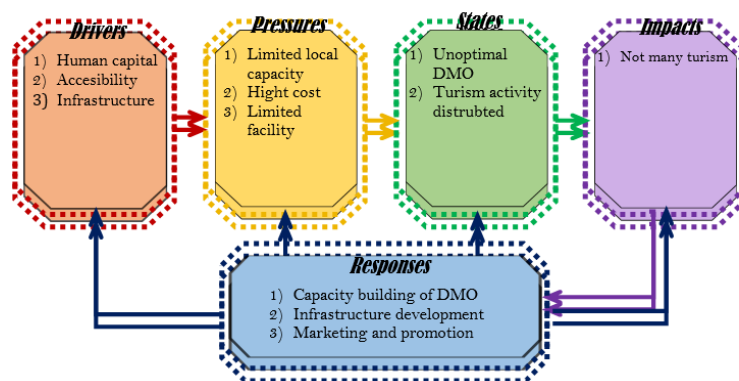 Drivers
1) Human capital
2) Accesibility
3) Infrastructure
Pressures
1) Limited local
capacity
2) Hight cost
3) Limited
facility
States
1) Unoptimal
DMO
2) Turism activity
distrubted
Impacts
1) Not many turism
Responses
1) Capacity building of DMO
2) Infrastructure development
3) Marketing and promotion